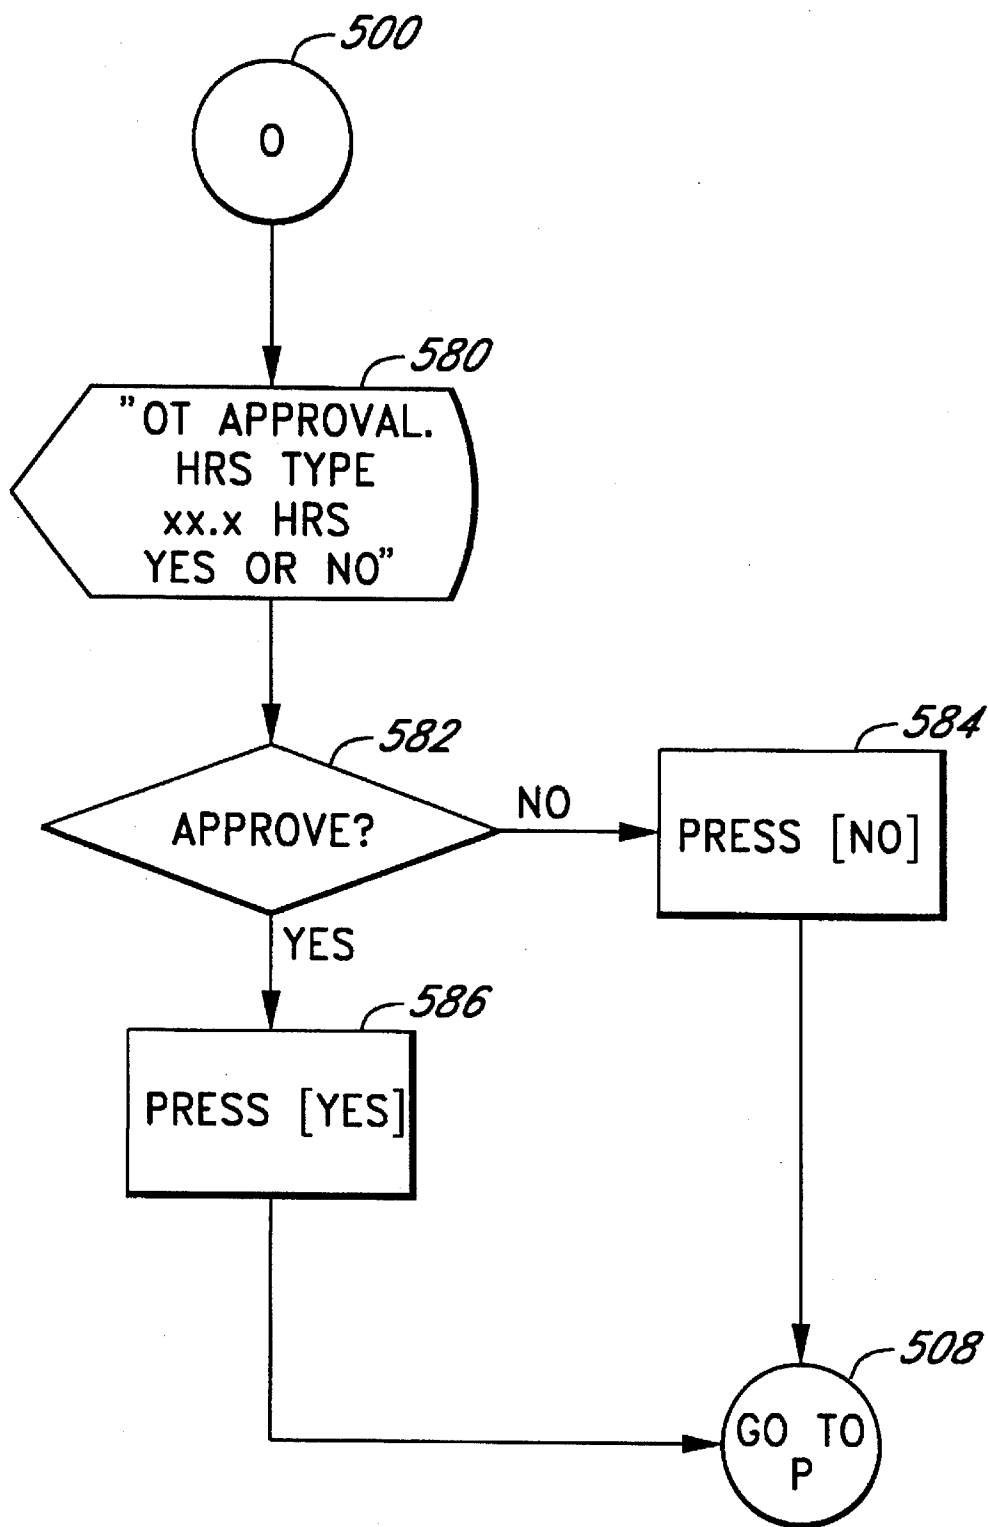 500
O
580
"OT APPROVAL.
HRS TYPE
xx.x HRS
YES OR NO"
582
APPROVE?
NO
584
PRESS [NO]
YES
586
PRESS [YES]
508
GO TO
P